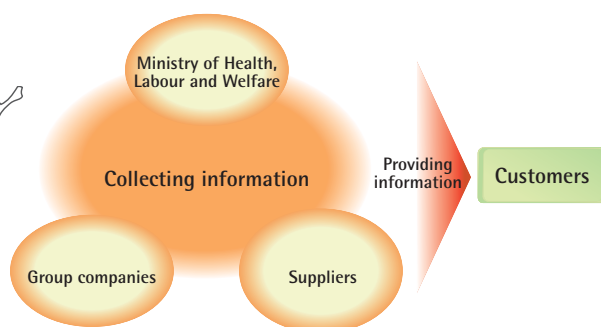 Ministry of Health,
Labour and Welfare
Collecting information
Providing
information
Customers
Group companies
Suppliers